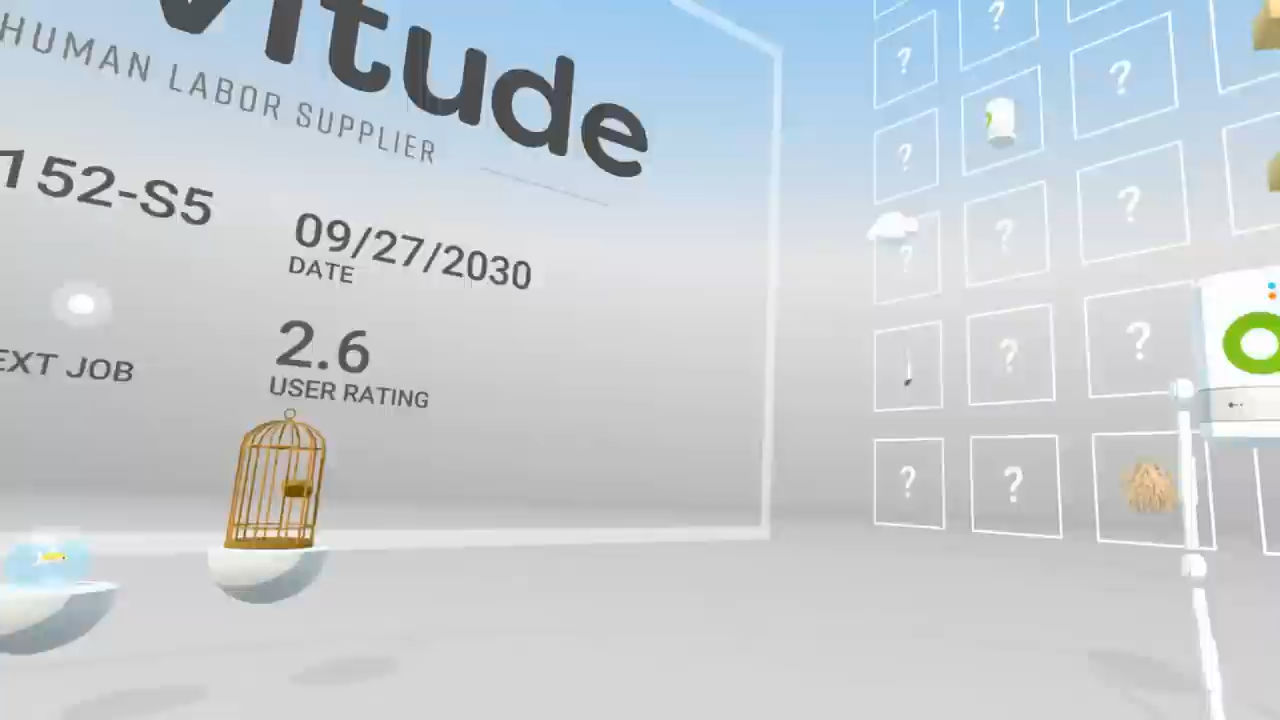 vitude
HUMAN LABOR SUPPLIER
152-S5
09/27/2030
DATE
EXT JOB
2.6
USER RATING
?
?
?
?
?
?
?
?
?
?
?
?